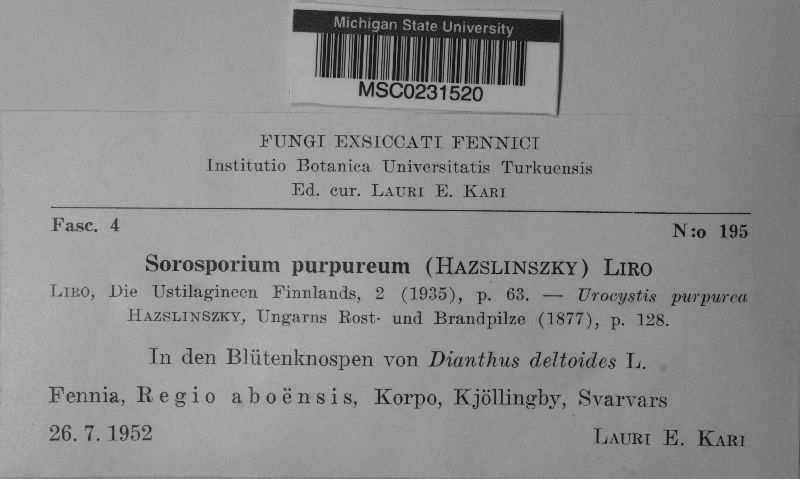 Michigan State University
MSC0231520
FUNGI EXSICCATI FENNICI
Institutio Botanica Universitatis Turkuensis
Ed. cur. LAURI E. KARI
Fasc. 4 N:o 195
Sorosporium purpureum (HAZSLINSZKY) LIRO
LIRO, Die Ustilagineen Finnlands, 2 (1935), p. 63. — Urocystis purpurea
HAZSLINSZKY, Ungarns Rost- und Brandpilze (1877), p. 128.
In den Blütenknospen von Dianthus deltoides L.
Fennia, Regio aboënsis, Korpo, Kjöllingby, Svarvars
26. 7. 1952 LAURI E. KARI